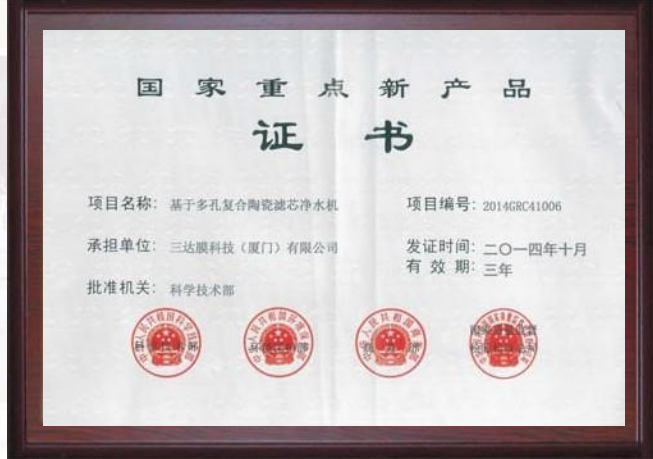 国家重点新产品
证书
项目名称：基于多孔复合陶瓷滤芯净水机
项目编号：2014GRC41006
承担单位：三达膜科技（厦门）有限公司
发证时间：二〇一四年十月
有效期：三年
批准机关：科学技术部